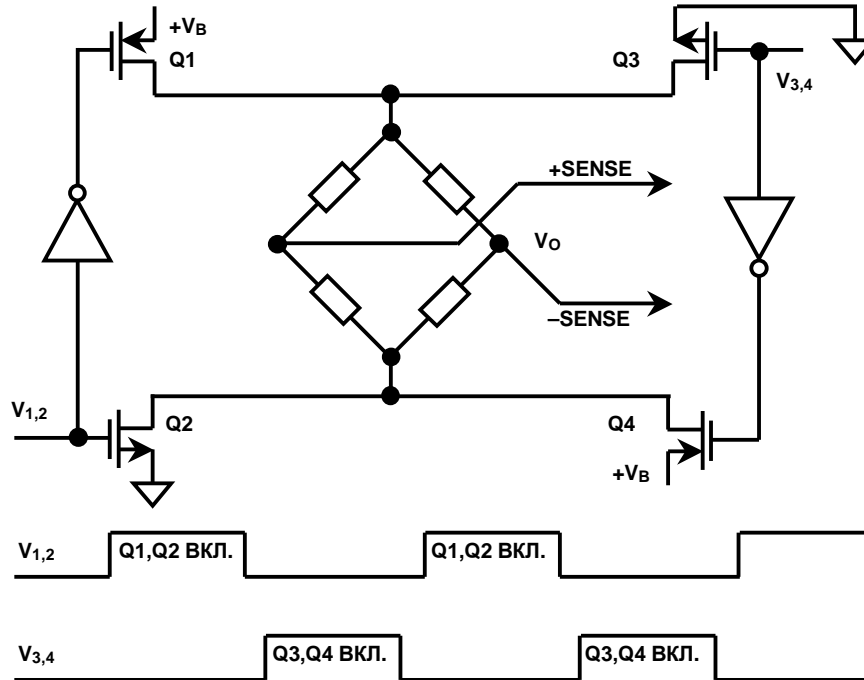 +VB
Q1
Q3
V3,4
+SENSE
VO
–SENSE
V1,2
Q2
Q4
+VB
V1,2
Q1,Q2 ВКЛ.
Q1,Q2 ВКЛ.
V3,4
Q3,Q4 ВКЛ.
Q3,Q4 ВКЛ.